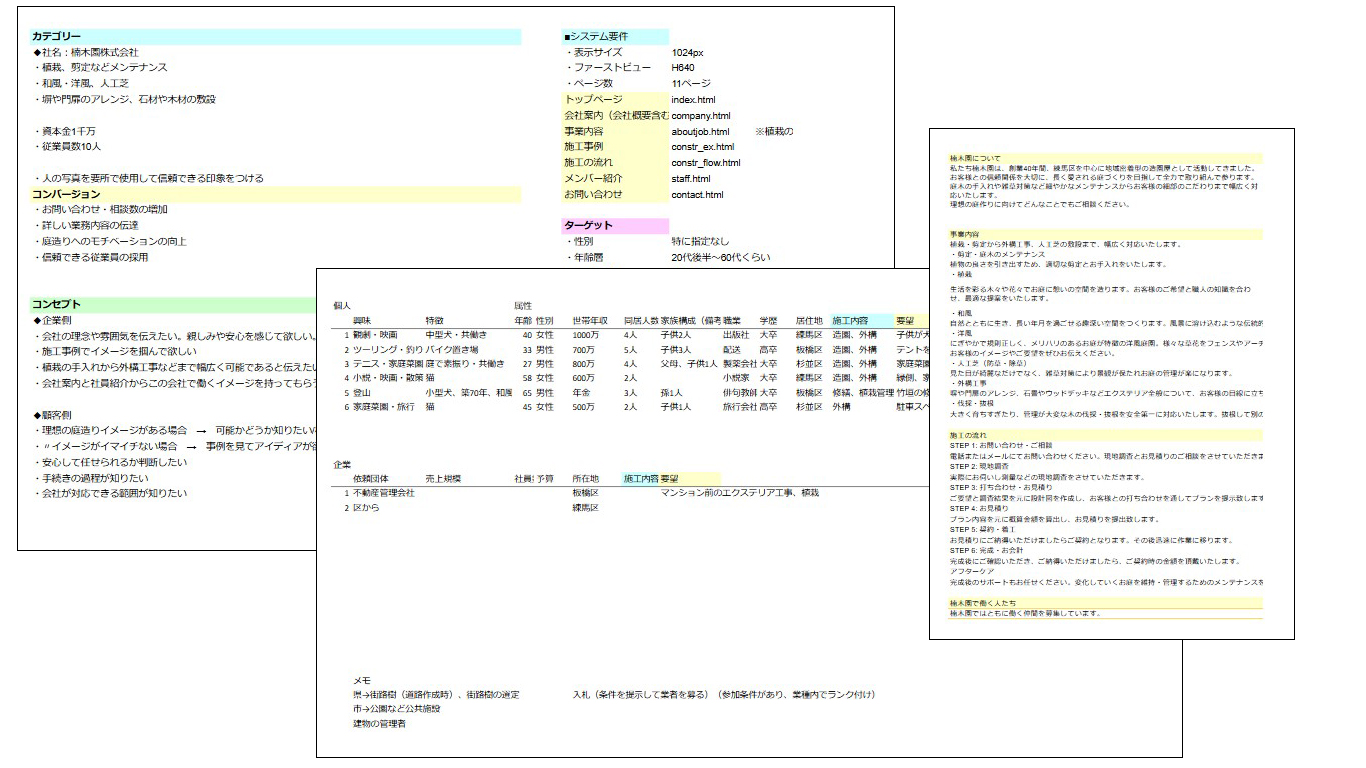 カテゴリー
◆社名：楠木園株式会社
・植栽、剪定などメンテナンス
・和風・洋風、人工芝
・塀や門扉のアレンジ、石材や木材の敷設
・資本金1千万
・従業員数10人
・人の写真を要所で使用して信頼できる印象をつける
コンバージョン
・お問い合わせ・相談数の増加
・詳しい業務内容の伝達
・庭造りへのモチベーションの向上
・信頼できる従業員の採用
コンセプト
◆企業側
・会社の理念や雰囲気を伝えたい。親しみや安心を感じて欲しい。
・施工事例でイメージを掴んで欲しい
・植栽の手入れから外構工事などまで幅広く可能であると伝えたい
・会社案内と社員紹介からこの会社で働くイメージを持ってもらう
◆顧客側
・理想の庭造りイメージがある場合　→　可能かどうか知りたい
・〃イメージがイマイチない場合　→　事例を見てアイディアが
・安心して任せられるか判断したい
・手続きの過程が知りたい
・会社が対応できる範囲が知りたい
■システム要件
・表示サイズ 1024px
・ファーストビュー H640
・ページ数 11ページ
トップページ index.html
会社案内（会社概要含む company.html
事業内容 aboutjob.html ※植栽の
施工事例 constr_ex.html
施工の流れ constr_flow.html
メンバー紹介 staff.html
お問い合わせ contact.html
ターゲット
・性別 特に指定なし
・年齢層 20代後半～60代くらい
個人 属性
興味 特徴 年齢 性別 世帯年収 同居人数 家族構成（備考 職業 学歴 居住地 施工内容 要望
1 観劇・映画 中型犬・共働き 40 女性 1000万 4人 子供2人 出版社 大卒 練馬区 造園、外構 子供が犬
2 ツーリング・釣り バイク置き場 33 男性 700万 5人 子供3人 配送 高卒 板橋区 造園、外構 テントを
3 テニス・家庭菜園 庭で素振り・共働き 27 男性 800万 4人 父母、子供1人 製薬会社 大卒 杉並区 造園、外構 家庭菜園
4 小説・映画・散策 猫 58 女性 600万 2人 小説家 大卒 練馬区 造園、外構 縁側、家
5 登山 小型犬、築70年、和風 65 男性 年金 3人 孫1人 俳句教師 大卒 板橋区 修繕、植栽管理 竹垣の修
6 家庭菜園・旅行 猫 45 女性 500万 2人 子供1人 旅行会社 高卒 杉並区 外構 駐車スペ
企業
依頼団体 売上規模 社員 予算 所在地 施工内容 要望
1 不動産管理会社 板橋区 マンション前のエクステリア工事、植栽
2 区から 練馬区
メモ
県→街路樹（道路作成時）、街路樹の選定 入札（条件を提示して業者を募る）（参加条件があり、業種内でランク付け）
市→公園など公共施設
建物の管理者
楠木園について
私たち楠木園は、創業40年間、練馬区を中心に地域密着型の造園屋として活動してきました。
お客様との信頼関係を大切に、長く愛される庭づくりを目指して全力で取り組んで参ります。
庭木の手入れや雑草対策など細やかなメンテナンスからお客様の細部のこだわりまで幅広く対
応いたします。
理想の庭作りに向けてどんなことでもご相談ください。
事業内容
植栽・剪定から外構工事、人工芝の敷設まで、幅広く対応いたします。
・剪定・庭木のメンテナンス
植物の良さを引き出すため、適切な剪定とお手入れをいたします。
・植栽
生活を彩る木々や花々でお庭に憩いの空間を造ります。お客様のご希望と職人の知識を合わ
せ、最適な提案をいたします。
・和風
自然とともに生き、長い年月を過ごせる趣深い空間をつくります。風景に溶け込むような伝統的
・洋風
にぎやかで規則正しく、メリハリのあるお庭が特徴の洋風庭園。様々な草花をフェンスやアーチ
お客様のイメージやご要望をぜひお伝えください。
・人工芝（防草・除草）
見た目が綺麗なだけでなく、雑草対策により景観が保たれお庭の管理が楽になります。
・外構工事
塀や門扉のアレンジ、石畳やウッドデッキなどエクステリア全般について、お客様の目線に立ち
・伐採・抜根
大きく育ちすぎたり、管理が大変な木の伐採・抜根を安全第一に対応いたします。抜根して別の
施工の流れ
STEP 1: お問い合わせ・ご相談
電話またはメールにてお問い合わせください。現地調査とお見積りのご相談をさせていただきま
STEP 2: 現地調査
実際にお伺いし測量などの現地調査をさせていただきます。
STEP 3: 打ち合わせ・お見積り
ご要望と調査結果を元に設計図を作成し、お客様との打ち合わせを通してプランを提示致します
STEP 4: お見積り
プラン内容を元に概算金額を算出し、お見積りを提出致します。
STEP 5: 契約・着工
お見積りにご納得いただけましたらご契約となります。その後迅速に作業に移ります。
STEP 6: 完成・お会計
完成後にご確認いただき、ご納得いただけましたら、ご契約時の金額を頂戴いたします。
アフターケア
完成後のサポートもお任せください。変化していくお庭を維持・管理するためのメンテナンスを
楠木園で働く人たち
楠木園ではともに働く仲間を募集しています。